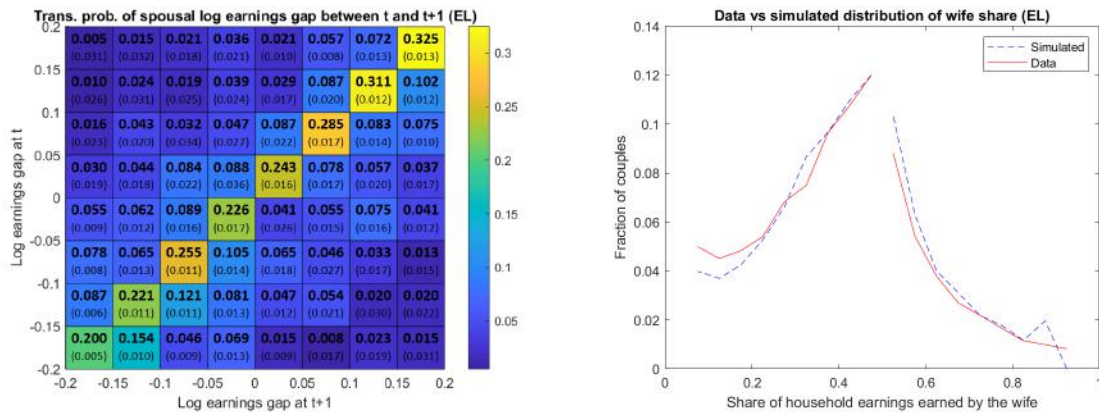 Trans. prob. of spousal log earnings gap between t and t+1 (EL)
0.2
0.005 0.015 0.021 0.036 0.021 0.057 0.072 0.325
(0.031) (0.032) (0.018) (0.021) (0.010) (0.008) (0.013) (0.013)
0.15
0.010 0.024 0.019 0.039 0.029 0.087 0.311 0.102
(0.026) (0.031) (0.025) (0.024) (0.017) (0.020) (0.012) (0.012)
0.1
0.016 0.043 0.032 0.047 0.087 0.285 0.083 0.075
(0.023) (0.020) (0.034) (0.027) (0.022) (0.017) (0.014) (0.010)
0.05
0.030 0.044 0.084 0.088 0.243 0.078 0.057 0.037
(0.019) (0.018) (0.022) (0.036) (0.016) (0.017) (0.020) (0.017)
0
0.055 0.062 0.089 0.226 0.041 0.055 0.075 0.041
(0.009) (0.012) (0.016) (0.017) (0.026) (0.015) (0.016) (0.012)
-0.05
0.078 0.065 0.255 0.105 0.065 0.046 0.033 0.013
(0.008) (0.013) (0.011) (0.014) (0.018) (0.027) (0.017) (0.015)
-0.1
0.087 0.221 0.121 0.081 0.047 0.054 0.020 0.020
(0.006) (0.011) (0.011) (0.013) (0.012) (0.021) (0.030) (0.022)
-0.15
0.200 0.154 0.046 0.069 0.015 0.008 0.023 0.015
(0.005) (0.010) (0.009) (0.013) (0.009) (0.017) (0.019) (0.031)
-0.2
-0.2 -0.15 -0.1 -0.05 0 0.05 0.1 0.15 0.2
Log earnings gap at t+1
Log earnings gap at t
0.3
0.25
0.2
0.15
0.1
0.05
Data vs simulated distribution of wife share (EL)
Simulated
Data
0.14
0.12
0.1
0.08
0.06
0.04
0.02
0
0 0.2 0.4 0.6 0.8 1
Share of household earnings earned by the wife
Fraction of couples